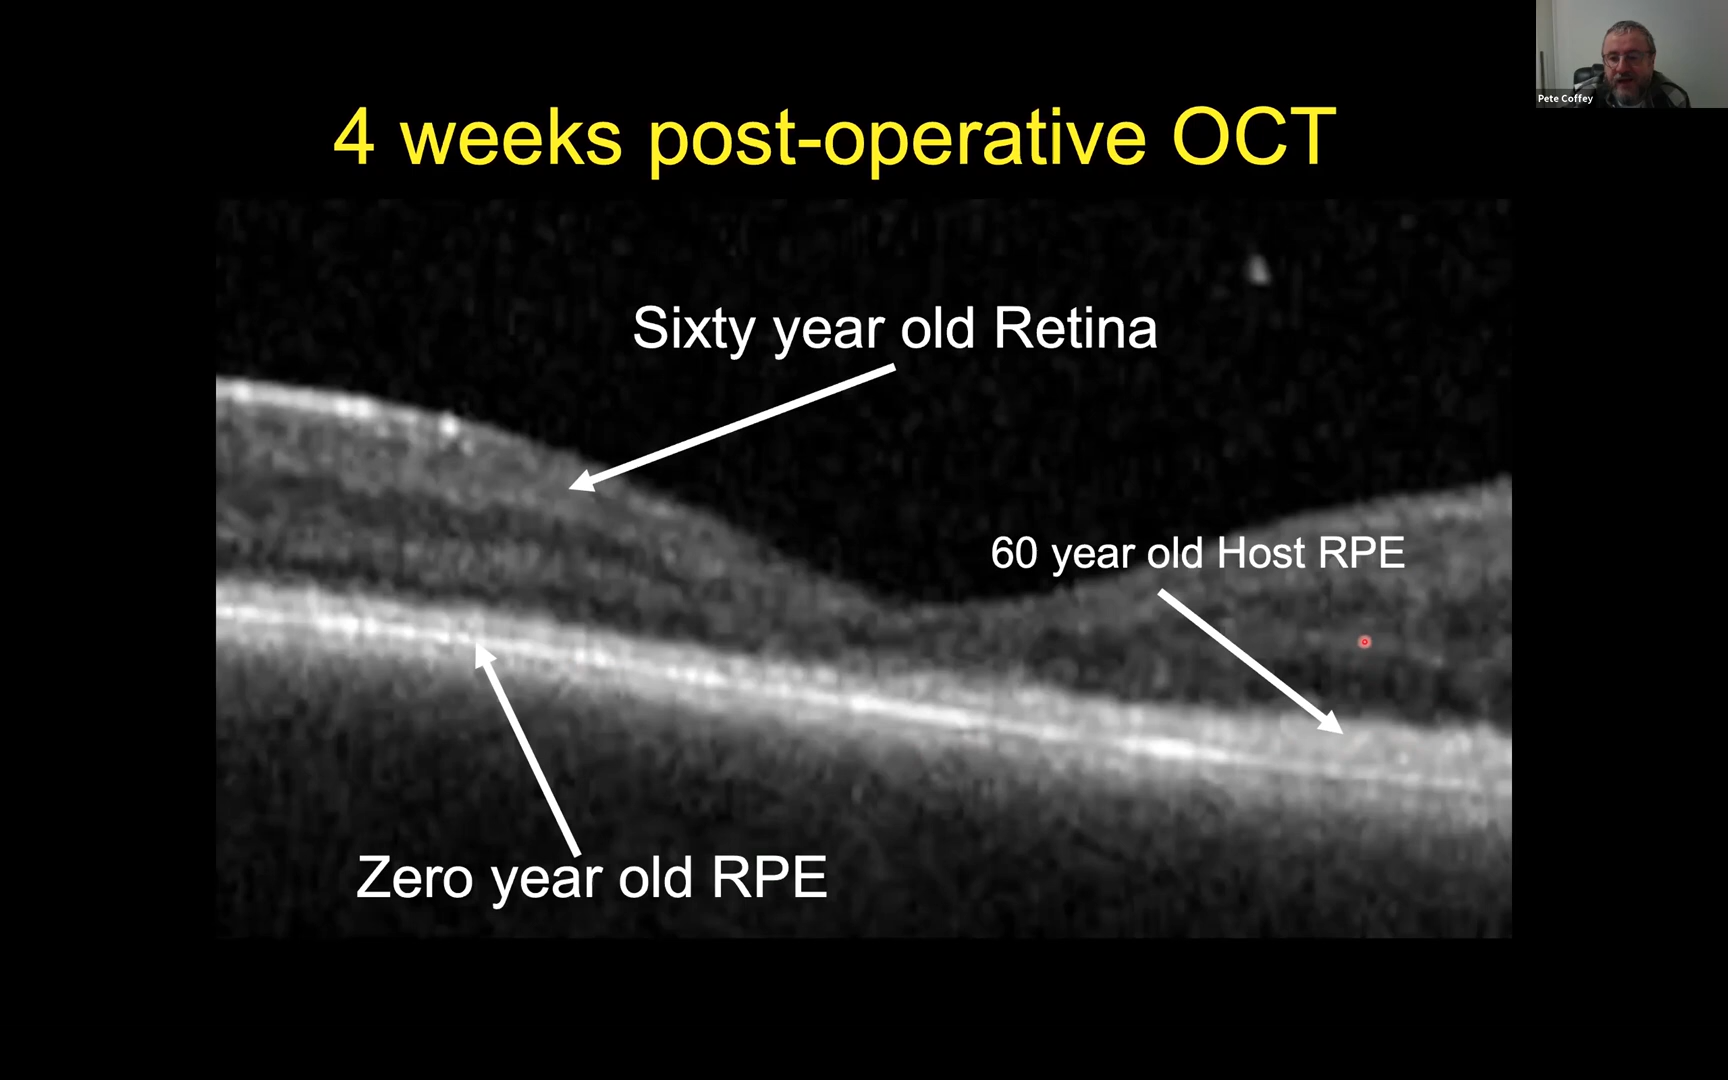 Pete Coffey
4 weeks post-operative OCT
Sixty year old Retina
60 year old Host RPE
Zero year old RPE